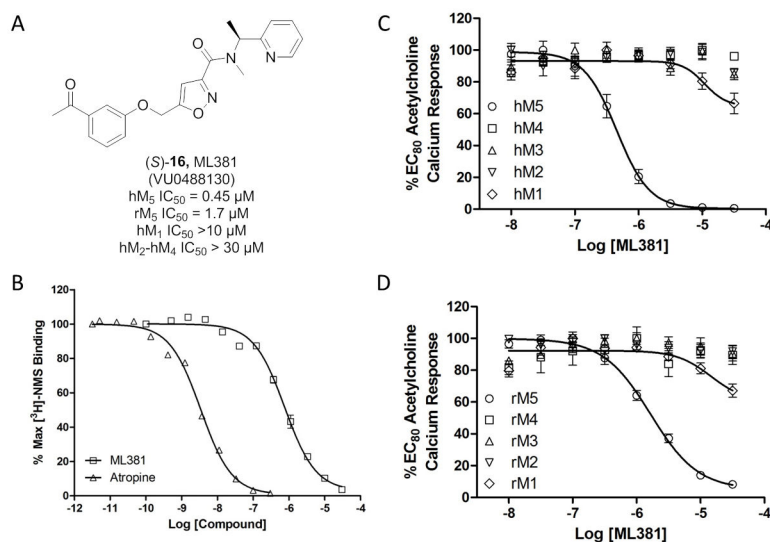 A
O
O
O
N
N
O
N
(S)-16, ML381
(VU0488130)
hM5 IC50 = 0.45 µM
rM5 IC50 = 1.7 µM
hM1 IC50 >10 µM
hM2-hM4 IC50 > 30 µM
B
% Max [³H]-NMS Binding
120
100
80
60
40
20
0
ML381
Atropine
-12 -11 -10 -9 -8 -7 -6 -5 -4
Log [Compound]
C
% EC80 Acetylcholine
Calcium Response
120
100
80
60
40
20
0
hM5
hM4
hM3
hM2
hM1
-8 -7 -6 -5 -4
Log [ML381]
D
% EC80 Acetylcholine
Calcium Response
120
100
80
60
40
20
0
rM5
rM4
rM3
rM2
rM1
-8 -7 -6 -5 -4
Log [ML381]